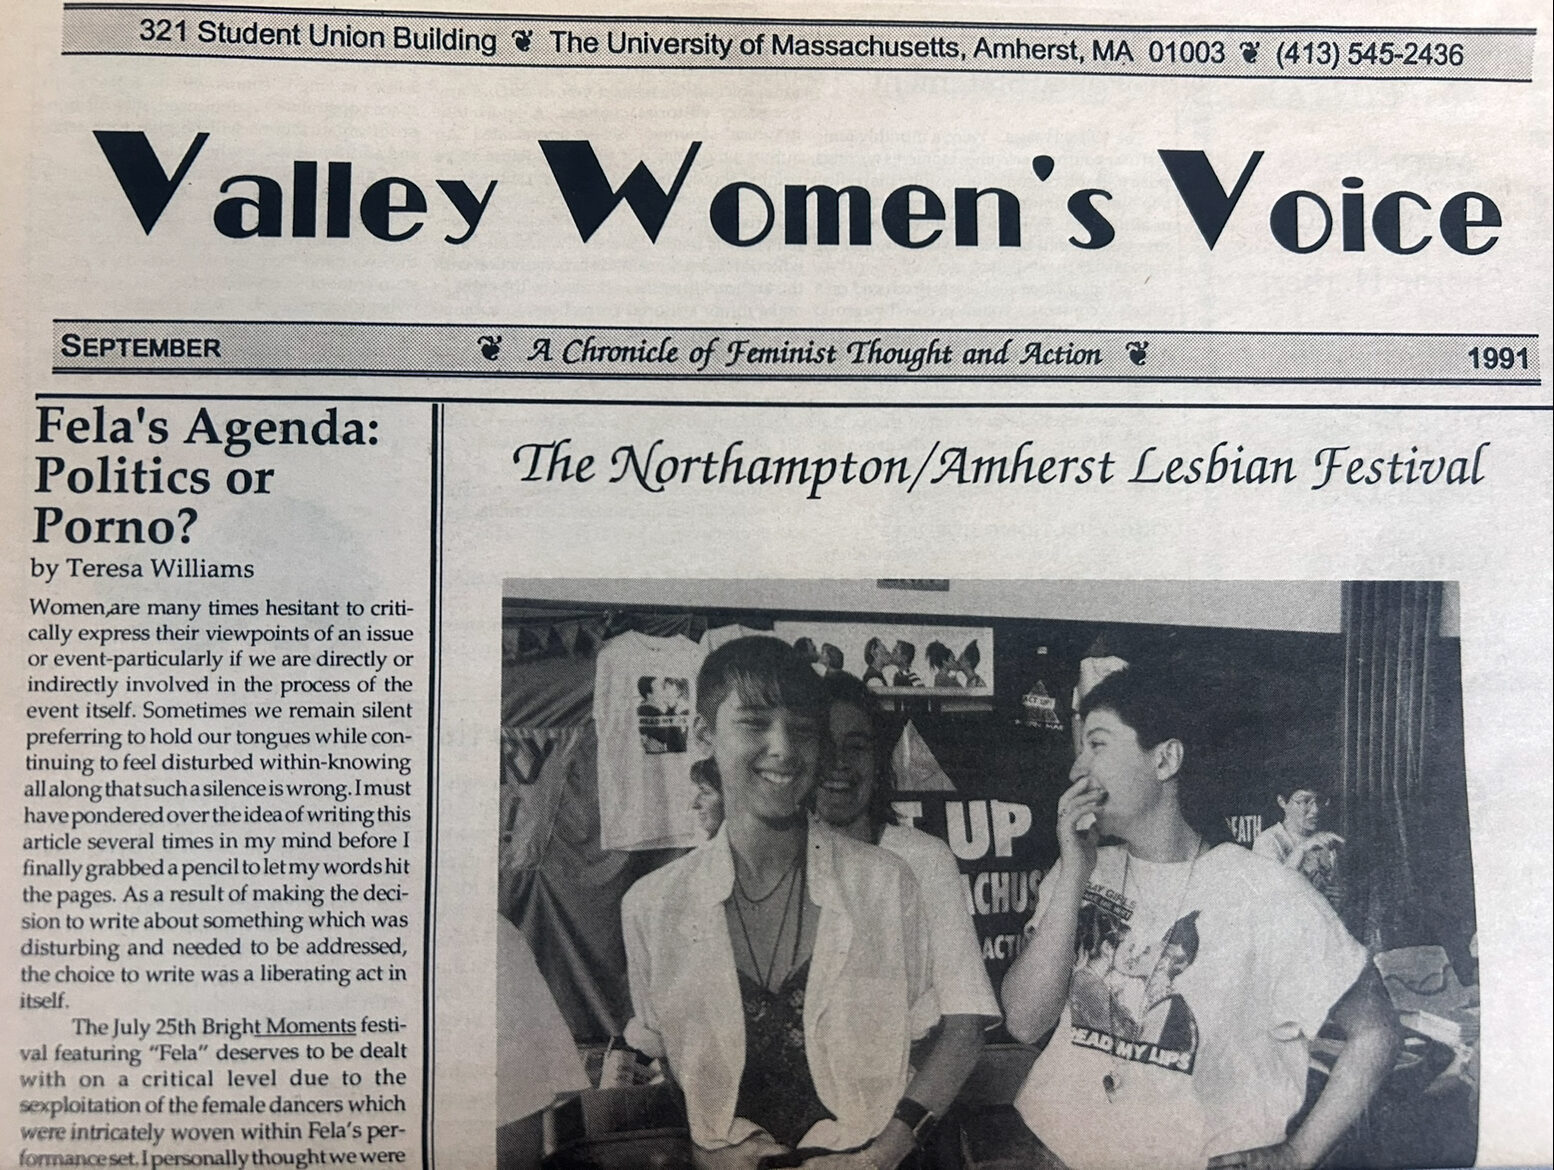 321 Student Union Building ❦ The University of Massachusetts, Amherst, MA 01003 ❦ (413) 545-2436
Valley Women's Voice
SEPTEMBER ❦ A Chronicle of Feminist Thought and Action ❦ 1991
Fela's Agenda:
Politics or
Porno?
by Teresa Williams
Women,are many times hesitant to criti-
cally express their viewpoints of an issue
or event-particularly if we are directly or
indirectly involved in the process of the
event itself. Sometimes we remain silent
preferring to hold our tongues while con-
tinuing to feel disturbed within-knowing
all along that such a silence is wrong. I must
have pondered over the idea of writing this
article several times in my mind before I
finally grabbed a pencil to let my words hit
the pages. As a result of making the deci-
sion to write about something which was
disturbing and needed to be addressed,
the choice to write was a liberating act in
itself.
The July 25th Bright Moments festi-
val featuring "Fela" deserves to be dealt
with on a critical level due to the
sexploitation of the female dancers which
were intricately woven within Fela's per-
formance set. I personally thought we were
The Northampton/Amherst Lesbian Festival
READ MY
ACT UP
RY
T UP
ACHUS
ACTI
EATH
GIRLS
READ MY LIPS